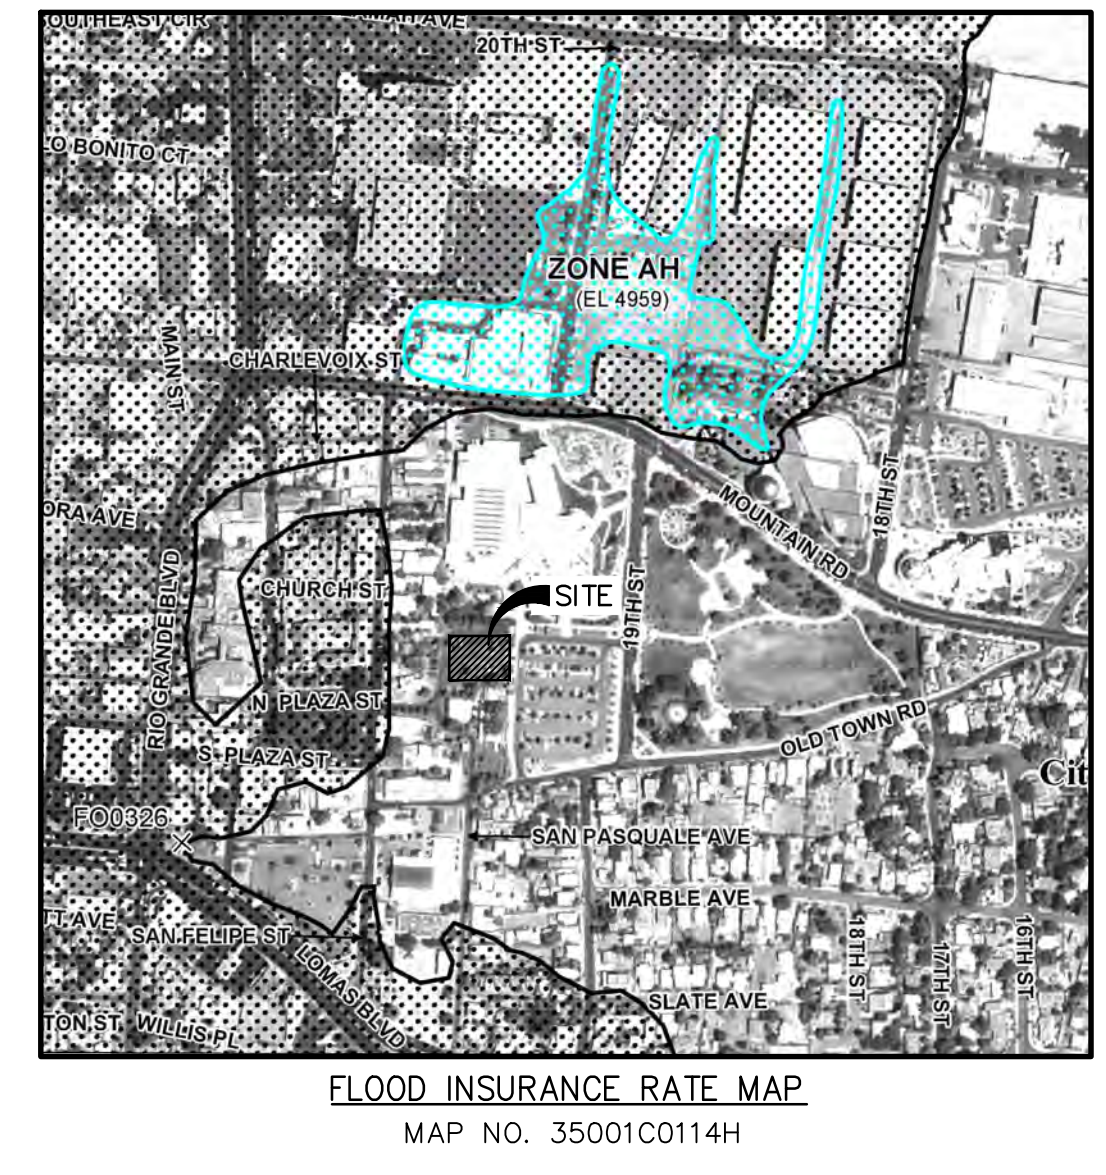 SOUTHEAST CIR
AVE
20TH ST
LO BONITO CT
ZONE AH
(EL 4959)
MAIN ST
CHARLEVOIX ST
ORA AVE
MOUNTAIN RD
18TH ST
RIO GRANDE BLVD
CHURCH ST
SITE
19TH ST
N PLAZA ST
OLD TOWN RD
S PLAZA ST
Cit
FO0326
SAN PASQUALE AVE
MARBLE AVE
TT AVE
SAN FELIPE ST
LOMAS BLVD
18TH ST
17TH ST
16TH ST
SLATE AVE
TON ST
WILLIS PL
FLOOD INSURANCE RATE MAP
MAP NO. 35001C0114H